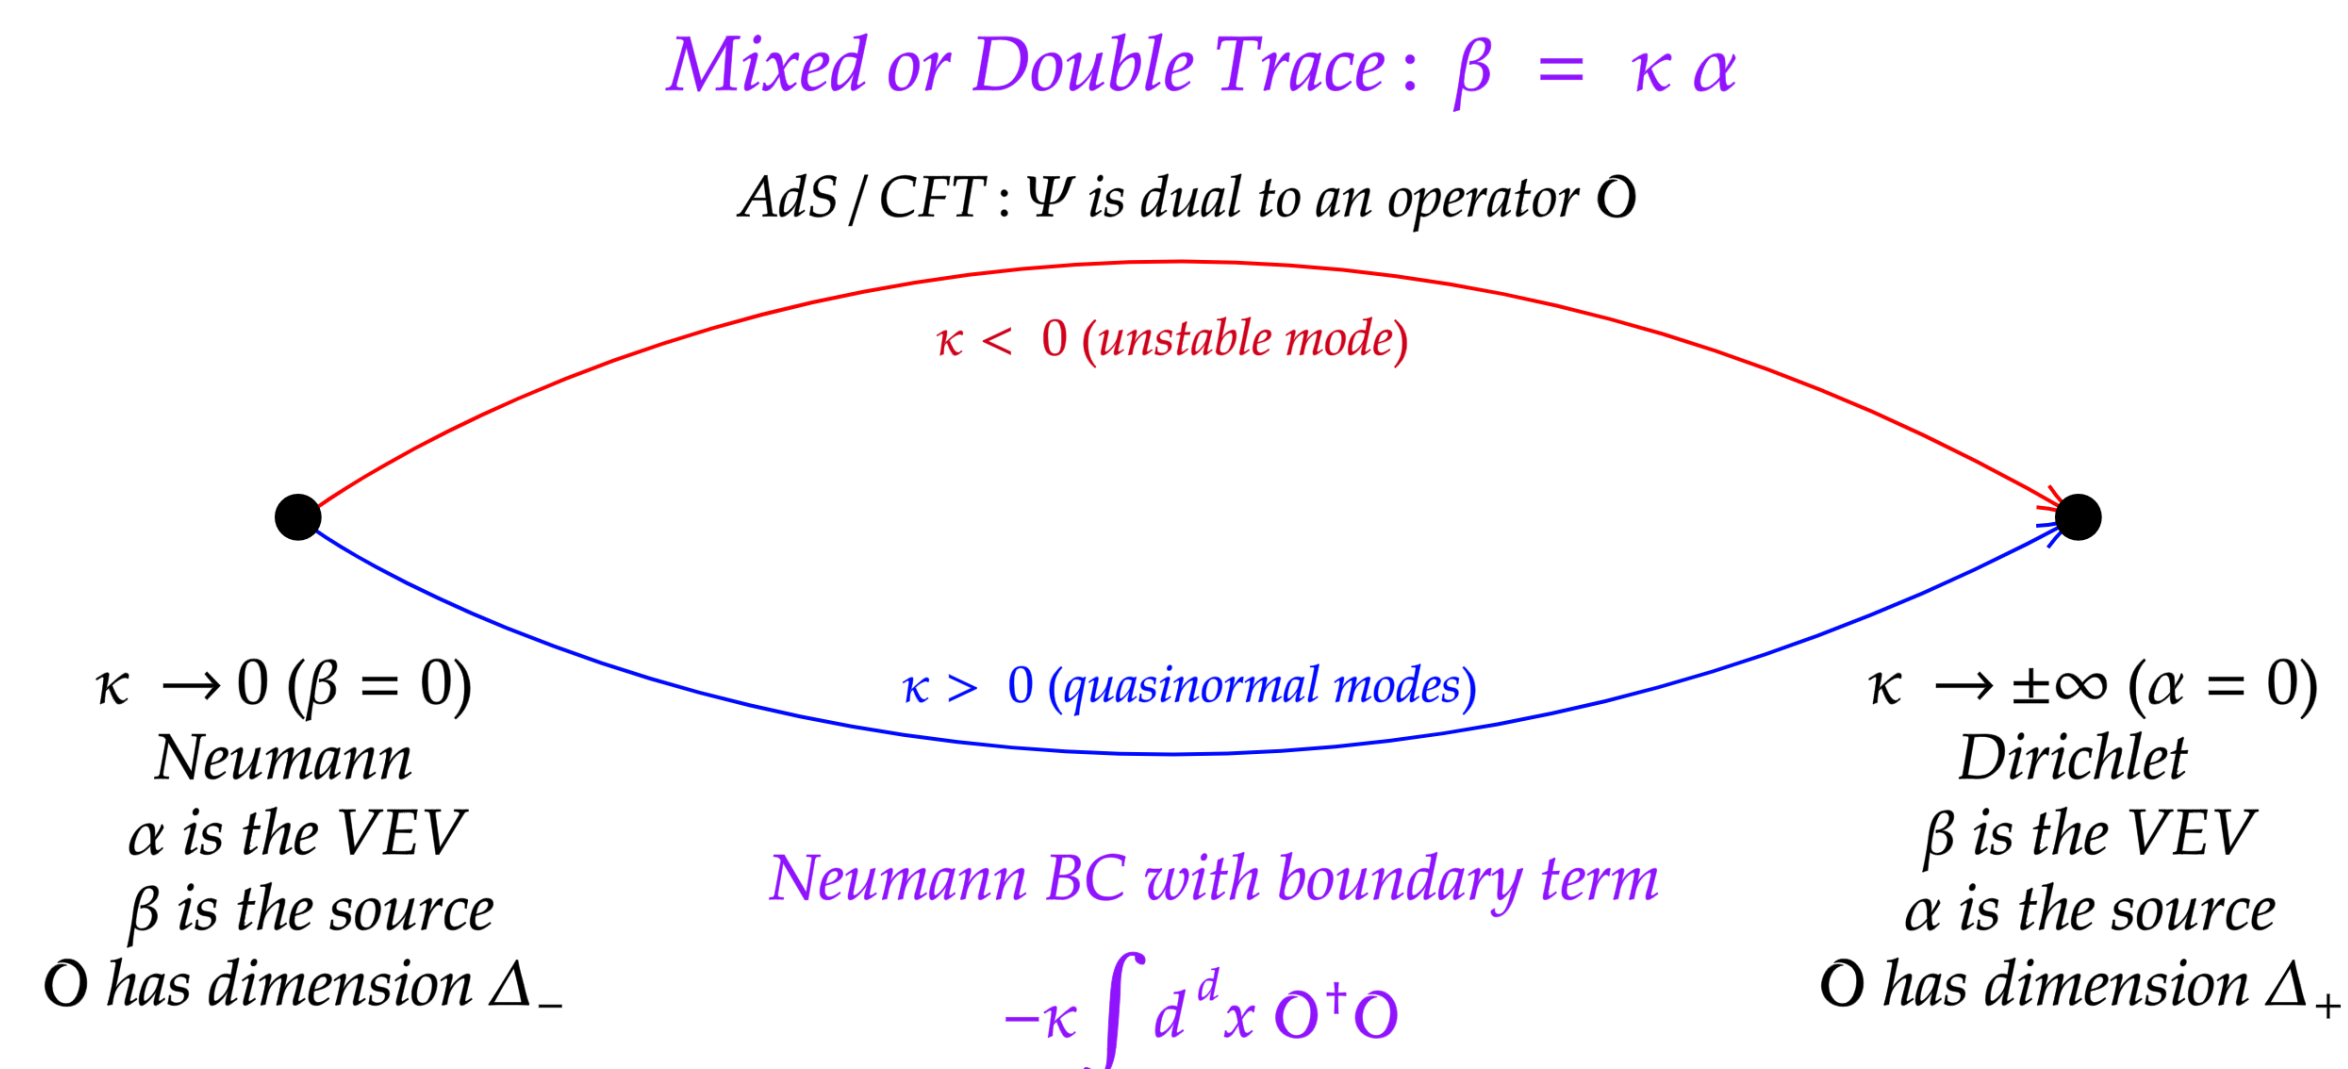 Mixed or Double Trace : β = κ α
AdS / CFT : Ψ is dual to an operator O
κ < 0 (unstable mode)
κ > 0 (quasinormal modes)
κ → 0 (β = 0)
Neumann
α is the VEV
β is the source
O has dimension Δ₋
Neumann BC with boundary term
−κ ∫ dᵈx O†O
κ → ±∞ (α = 0)
Dirichlet
β is the VEV
α is the source
O has dimension Δ₊